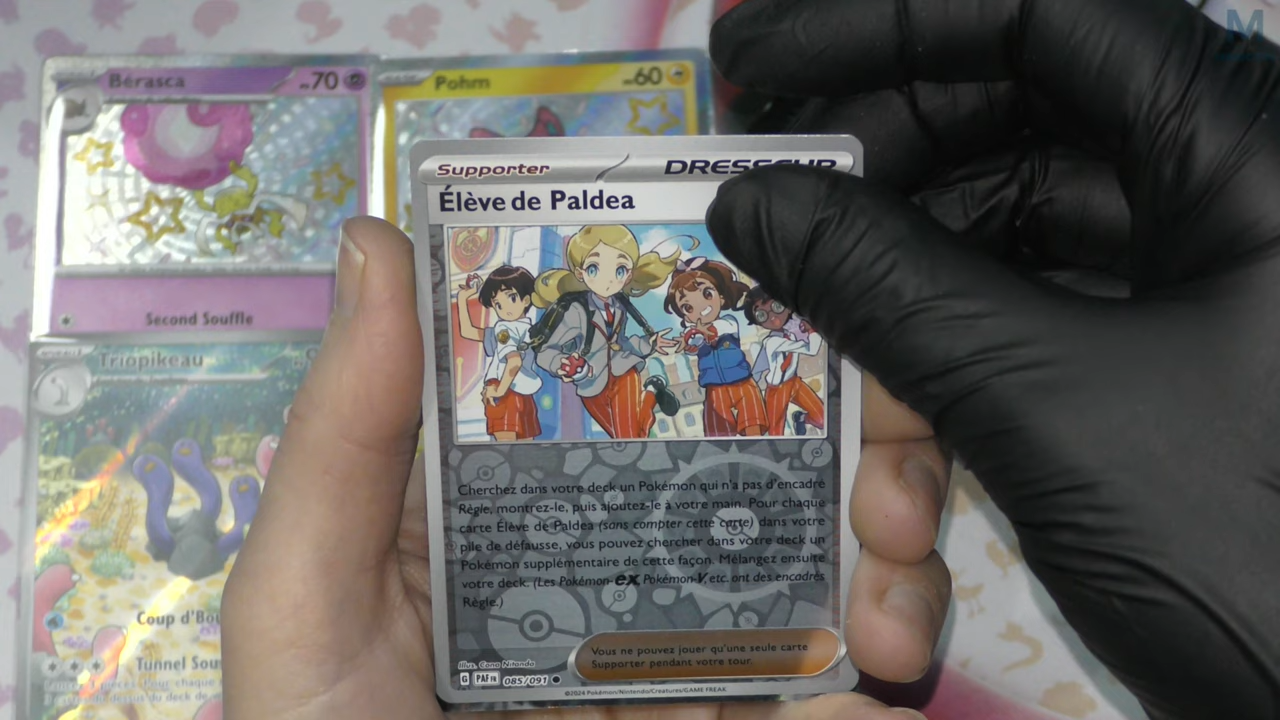 M
Bérasca
HP70
Pohm
HP60
Second Souffle
Triopikeau
Coup d'Bou
Tunnel Sou
Supporter
DRESSEUR
Élève de Paldea
Cherchez dans votre deck un Pokémon qui n'a pas d'encadré
Règle, montrez-le, puis ajoutez-le à votre main. Pour chaque
carte Élève de Paldea (sans compter cette carte) dans votre
pile de défausse, vous pouvez chercher dans votre deck un
Pokémon supplémentaire de cette façon. Mélangez ensuite
votre deck. (Les Pokémon-ex, Pokémon-V, etc. ont des encadrés
Règle.)
Vous ne pouvez jouer qu'une seule carte
Supporter pendant votre tour.
Illus. Cona Nitanda
G PAF FR 085/091
©2024 Pokémon/Nintendo/Creatures/GAME FREAK